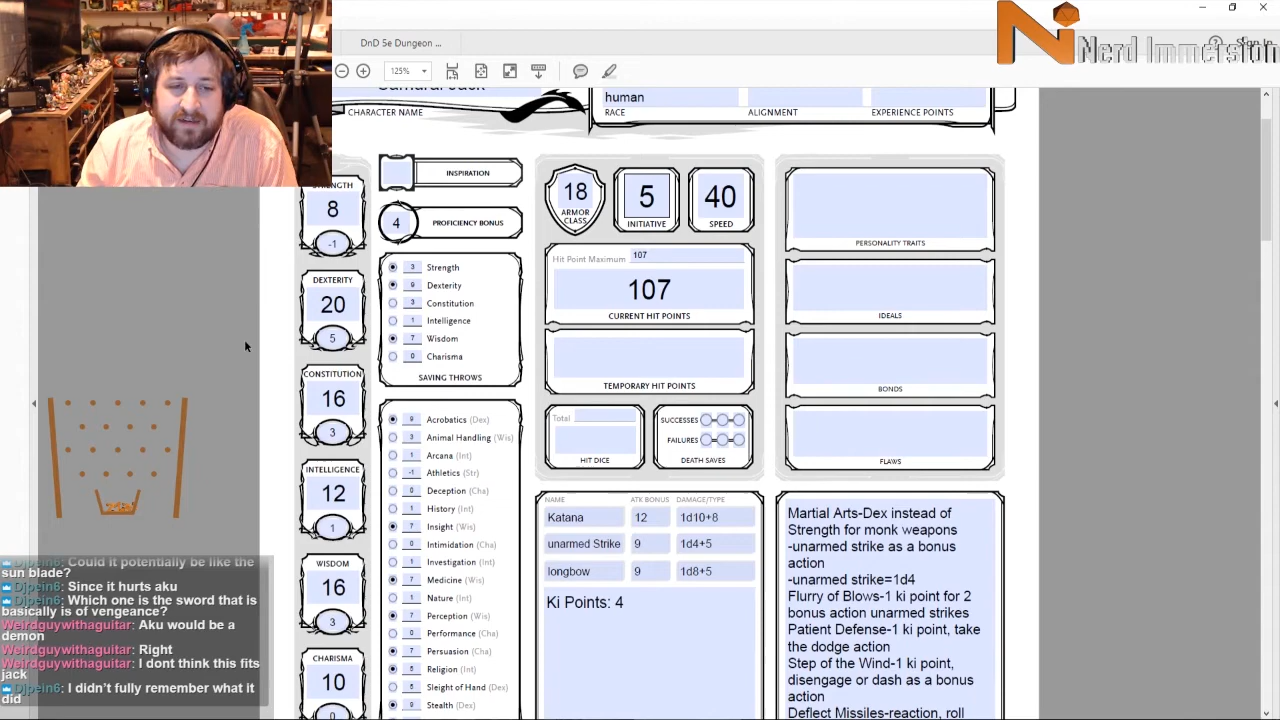 Nerd Immersion
DnD 5e Dungeon ...
Sign In
125%
Samurai Jack
CHARACTER NAME
human
RACE
ALIGNMENT
EXPERIENCE POINTS
STRENGTH
8
-1
DEXTERITY
20
5
CONSTITUTION
16
3
INTELLIGENCE
12
1
WISDOM
16
3
CHARISMA
10
0
INSPIRATION
4 PROFICIENCY BONUS
3 Strength
9 Dexterity
3 Constitution
1 Intelligence
7 Wisdom
0 Charisma
SAVING THROWS
9 Acrobatics (Dex)
3 Animal Handling (Wis)
1 Arcana (Int)
-1 Athletics (Str)
0 Deception (Cha)
1 History (Int)
7 Insight (Wis)
0 Intimidation (Cha)
1 Investigation (Int)
7 Medicine (Wis)
1 Nature (Int)
7 Perception (Wis)
0 Performance (Cha)
7 Persuasion (Cha)
5 Religion (Int)
5 Sleight of Hand (Dex)
9 Stealth (Dex)
18
ARMOR
CLASS
5
INITIATIVE
40
SPEED
Hit Point Maximum 107
107
CURRENT HIT POINTS
TEMPORARY HIT POINTS
Total
HIT DICE
SUCCESSES
FAILURES
DEATH SAVES
NAME ATK BONUS DAMAGE/TYPE
Katana 12 1d10+8
unarmed Strike 9 1d4+5
longbow 9 1d8+5
Ki Points: 4
PERSONALITY TRAITS
IDEALS
BONDS
FLAWS
Martial Arts-Dex instead of
Strength for monk weapons
-unarmed strike as a bonus
action
-unarmed strike=1d4
Flurry of Blows-1 ki point for 2
bonus action unarmed strikes
Patient Defense-1 ki point, take
the dodge action
Step of the Wind-1 ki point,
disengage or dash as a bonus
action
Deflect Missiles-reaction, roll
Djpein6: Could it potentially be like the
sun blade?
Djpein6: Since it hurts aku
Djpein6: Which one is the sword that is
basically is of vengeance?
Weirdguywithaguitar: Aku would be a
demon
Weirdguywithaguitar: Right
Weirdguywithaguitar: I dont think this fits
jack
Djpein6: I didn't fully remember what it
did